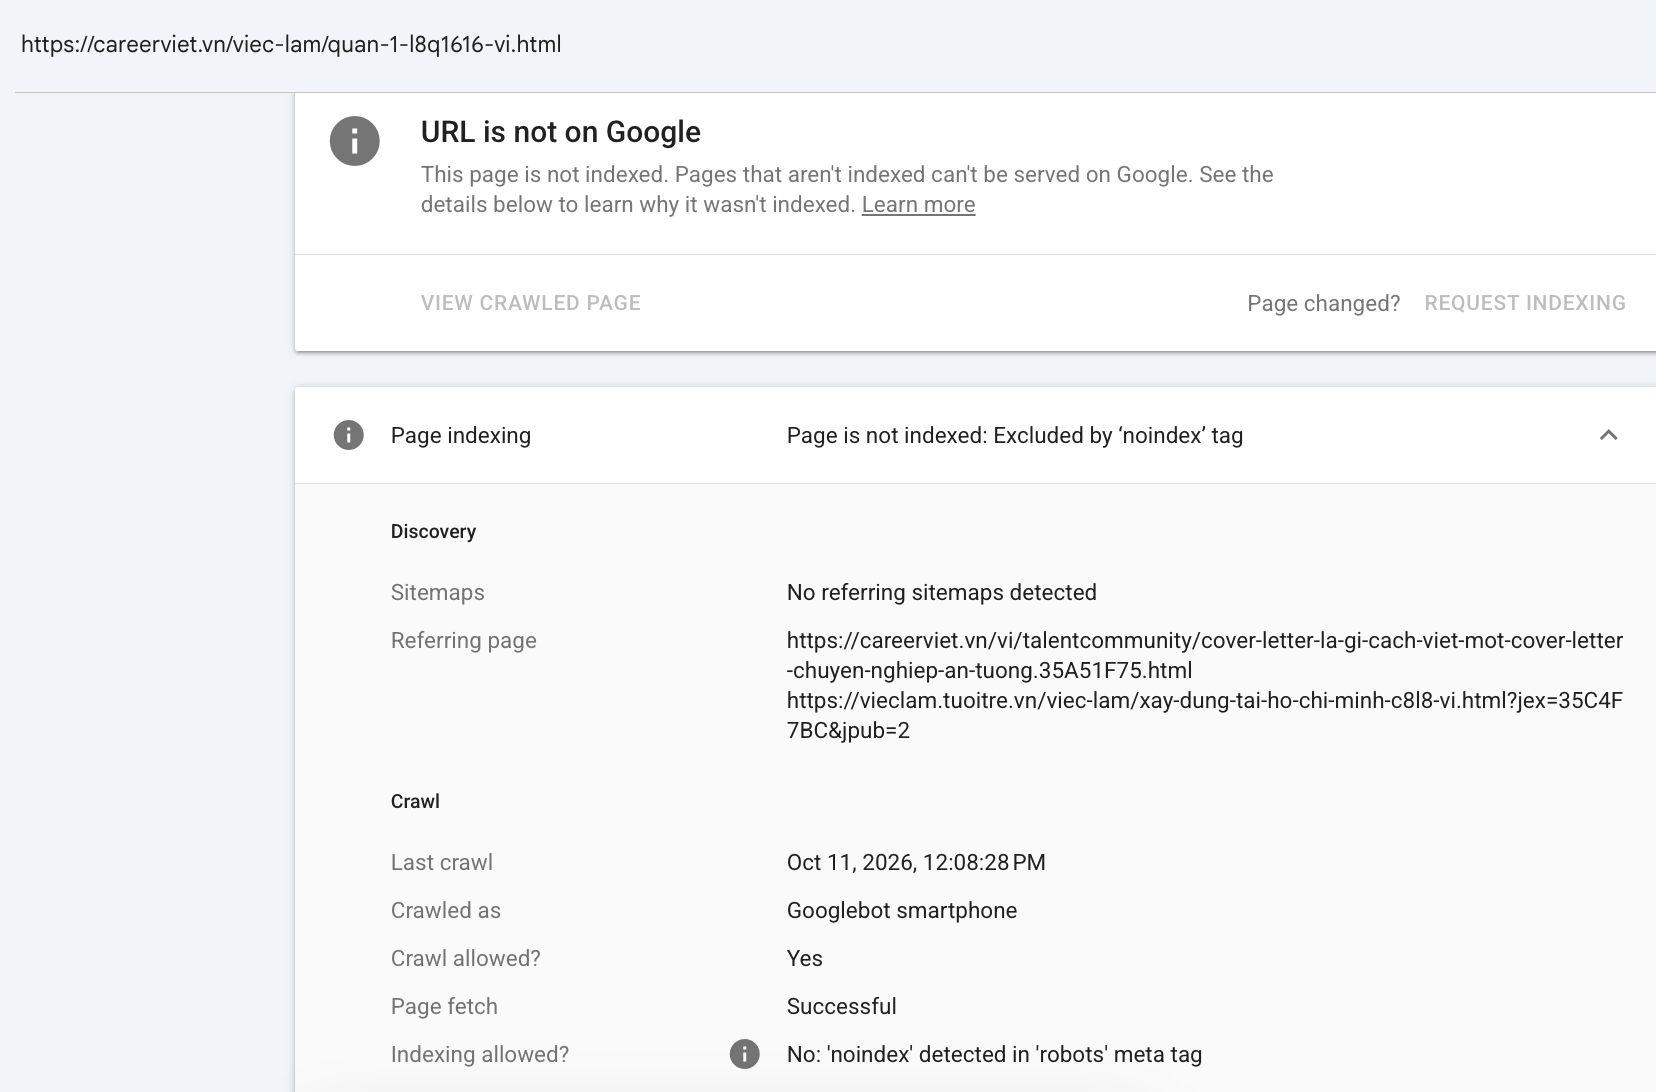 https://careerviet.vn/viec-lam/quan-1-l8q1616-vi.html
URL is not on Google
This page is not indexed. Pages that aren't indexed can't be served on Google. See the
details below to learn why it wasn't indexed. Learn more
VIEW CRAWLED PAGE
Page changed? REQUEST INDEXING
Page indexing
Page is not indexed: Excluded by ‘noindex’ tag
Discovery
Sitemaps
No referring sitemaps detected
Referring page
https://careerviet.vn/vi/talentcommunity/cover-letter-la-gi-cach-viet-mot-cover-letter
-chuyen-nghiep-an-tuong.35A51F75.html
https://vieclam.tuoitre.vn/viec-lam/xay-dung-tai-ho-chi-minh-c8l8-vi.html?jex=35C4F
7BC&jpub=2
Crawl
Last crawl
Oct 11, 2026, 12:08:28 PM
Crawled as
Googlebot smartphone
Crawl allowed?
Yes
Page fetch
Successful
Indexing allowed?
No: 'noindex' detected in 'robots' meta tag